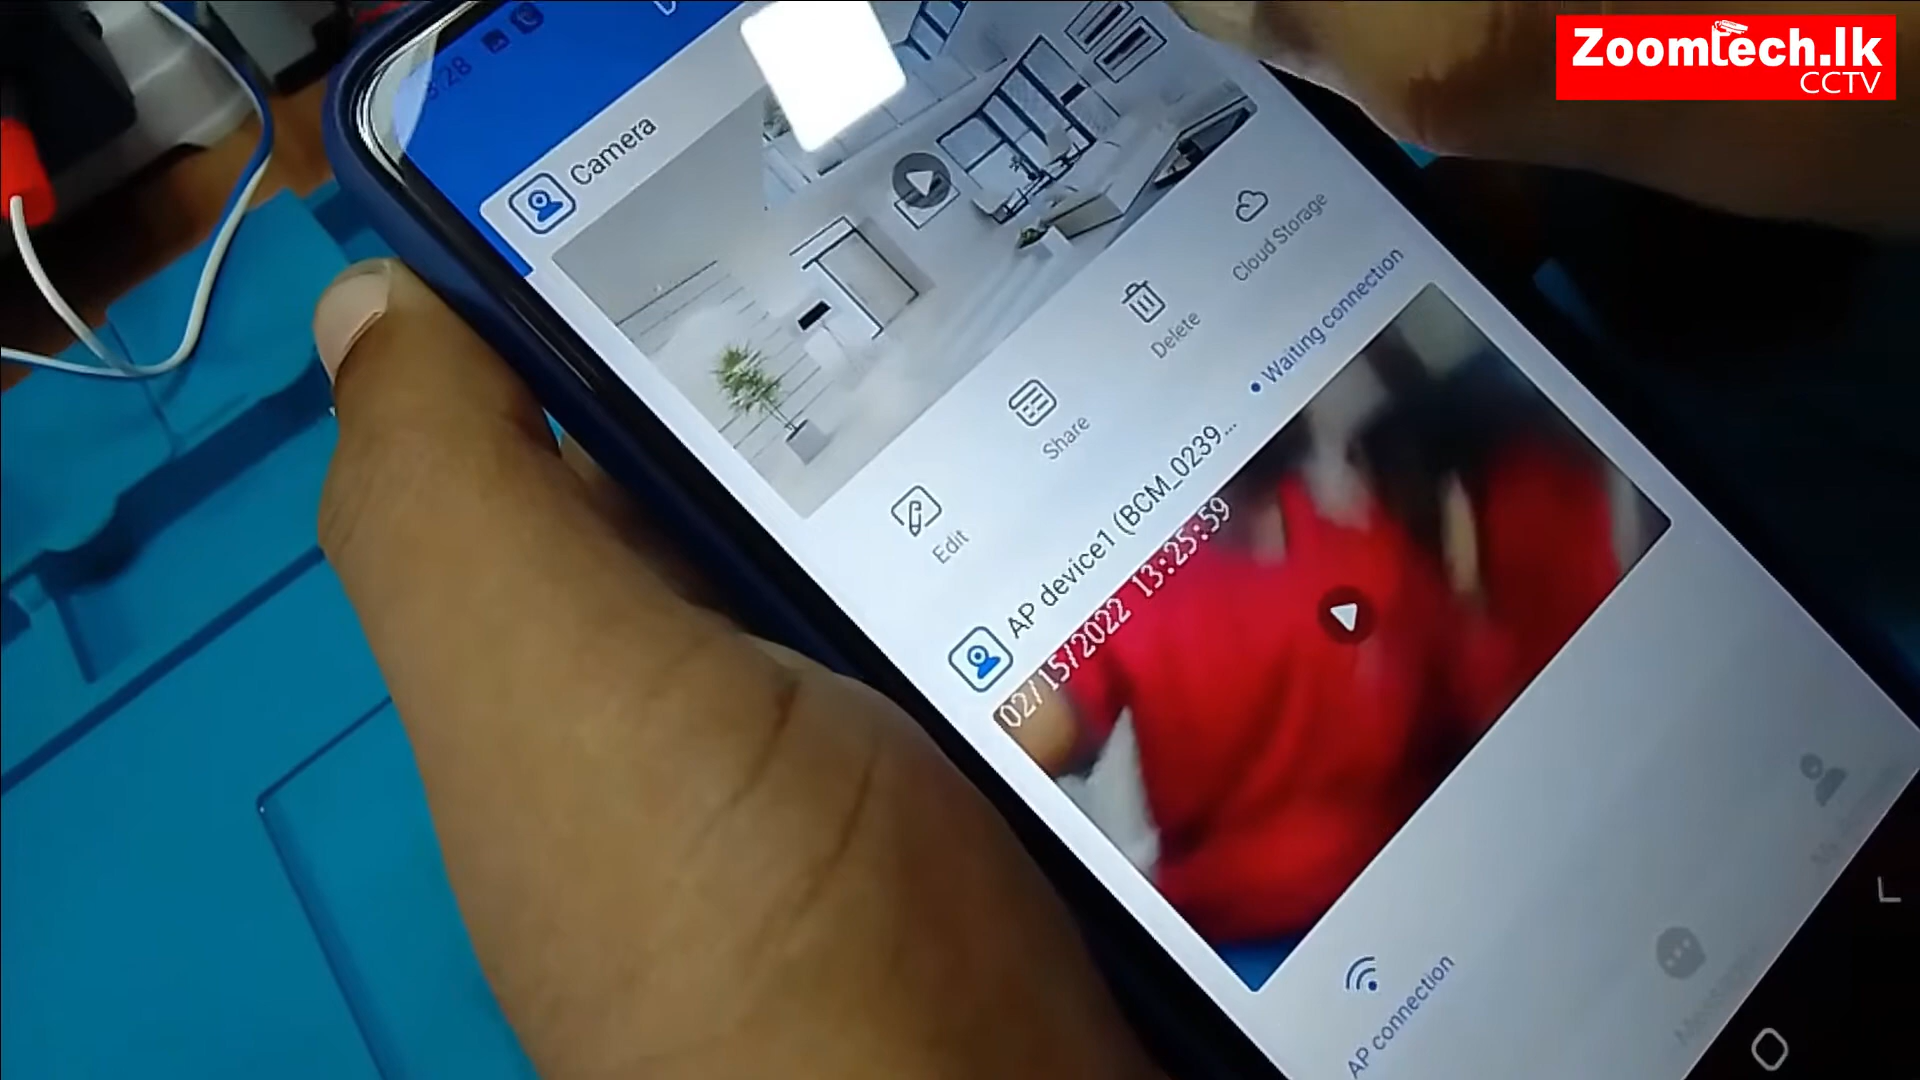 Zoomtech.lk
CCTV
Camera
Edit
Share
Delete
Cloud Storage
AP device1 (BCM_0239...
Waiting connection
02/15/2022 13:25:59
AP connection